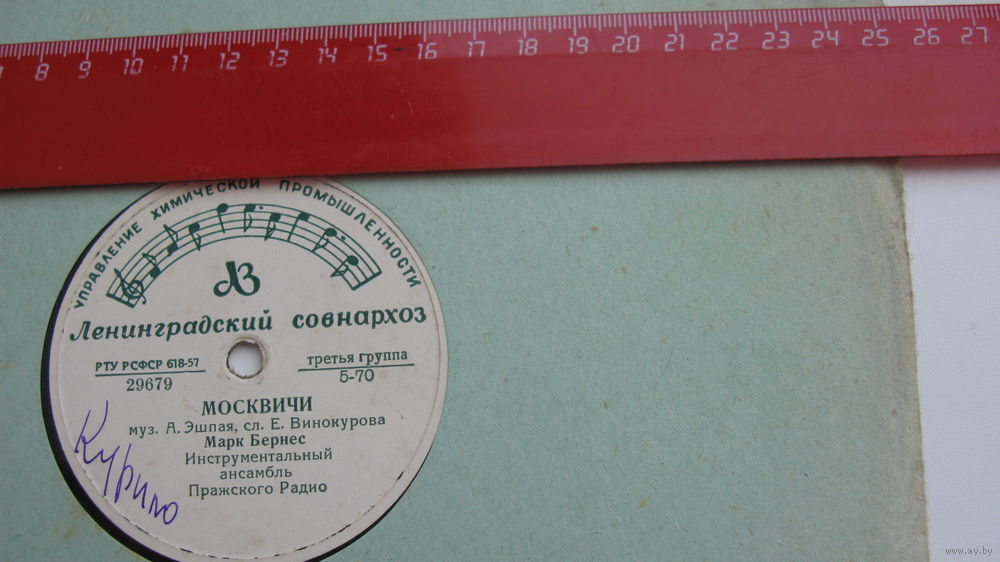 7 8 9 10 11 12 13 14 15 16 17 18 19 20 21 22 23 24 25 26 27
УПРАВЛЕНИЕ ХИМИЧЕСКОЙ ПРОМЫШЛЕННОСТИ
ЛЗ
Ленинградский совнархоз
РТУ РСФСР 618-57
29679
третья группа
5-70
МОСКВИЧИ
муз. А. Эшпая, сл. Е. Винокурова
Марк Бернес
Инструментальный
ансамбль
Пражского Радио
Курило
www.ay.by